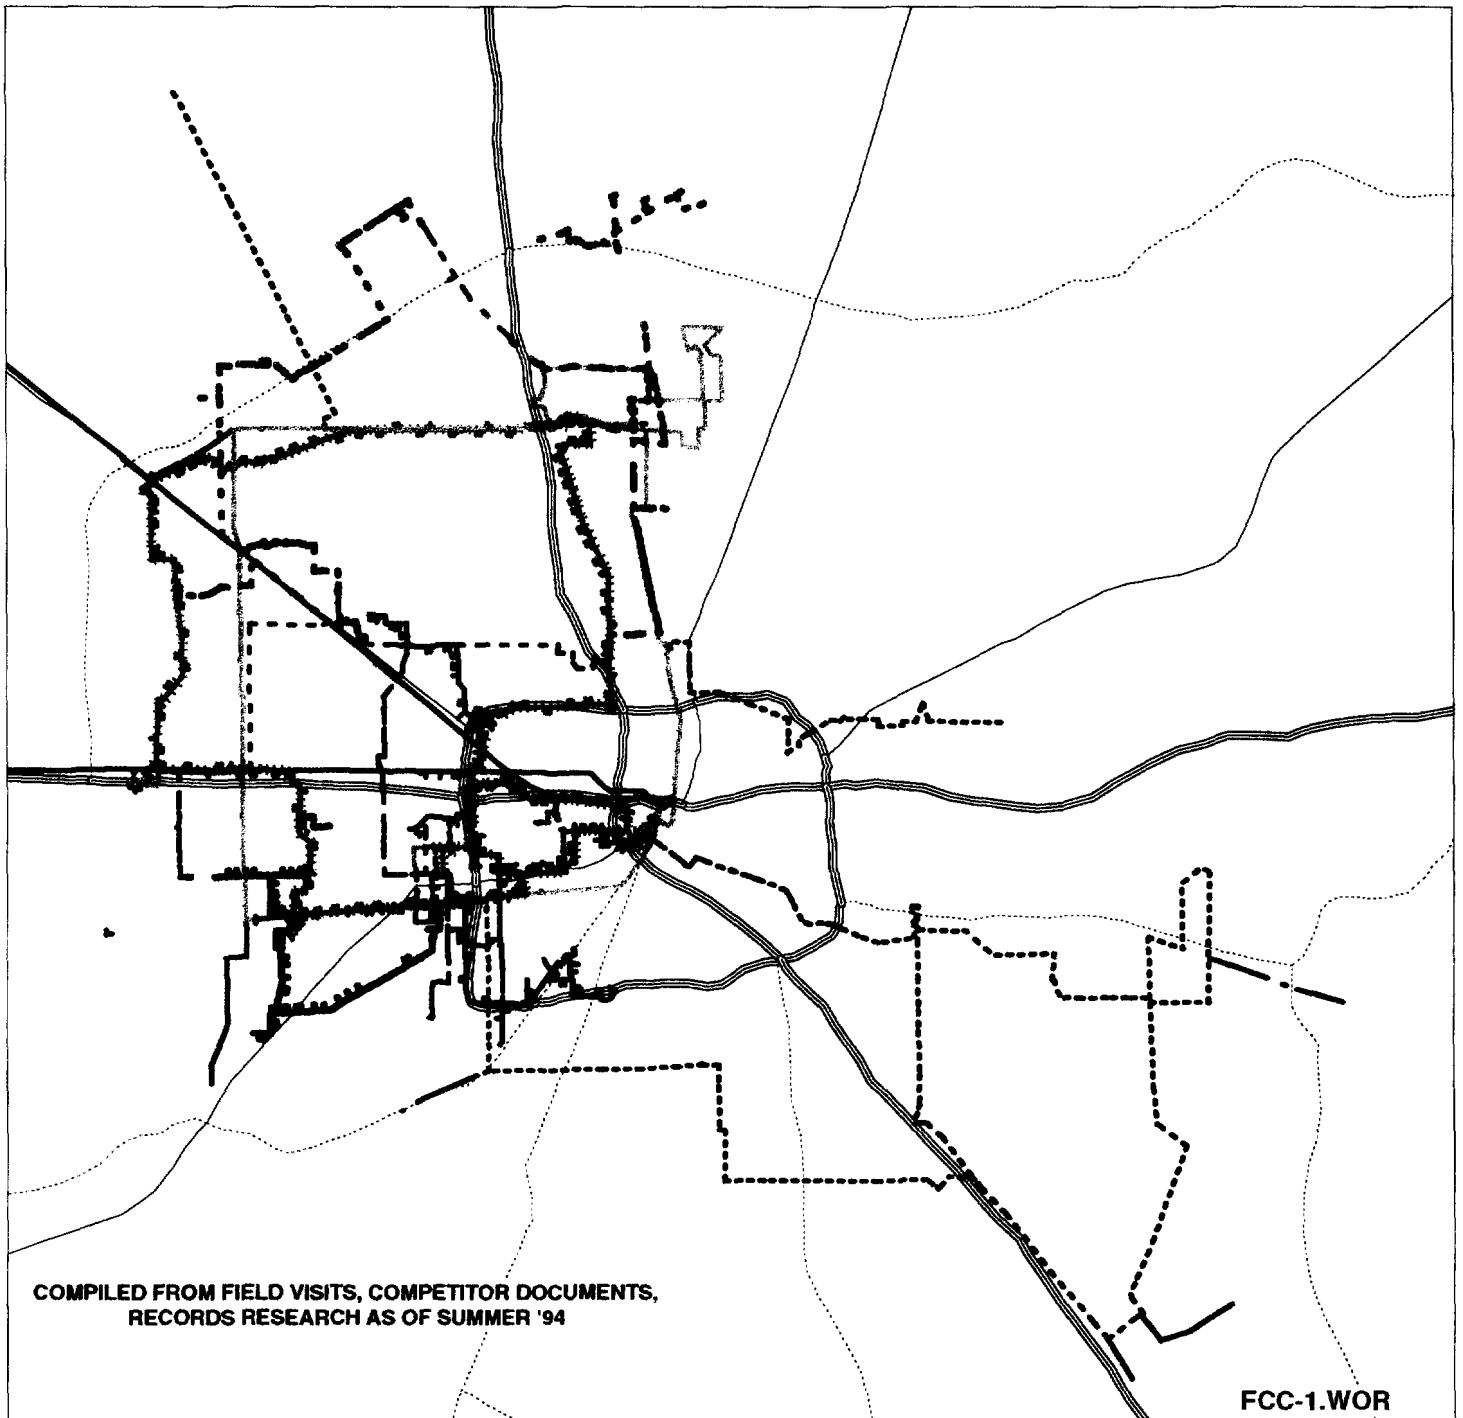 COMPILED FROM FIELD VISITS, COMPETITOR DOCUMENTS,
RECORDS RESEARCH AS OF SUMMER '94
FCC-1.WOR